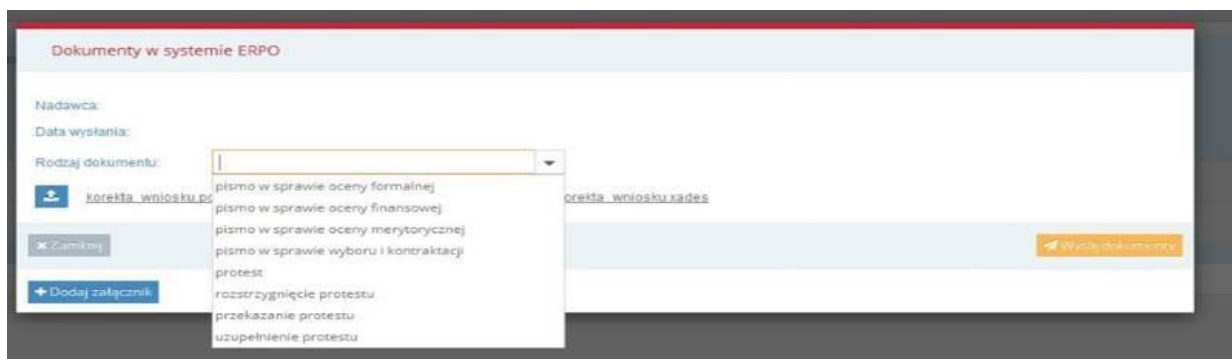 Dokumenty w systemie ERPO
Nadawca:
Data wysłania:
Rodzaj dokumentu:
pismo w sprawie oceny formalnej
korekta_wniosku.po orekta_wniosku.xades
pismo w sprawie oceny finansowej
pismo w sprawie oceny merytorycznej
Zamknij pismo w sprawie wyboru i kontraktacji Wyślij dokumenty
protest
+ Dodaj załącznik rozstrzygnięcie protestu
przekazanie protestu
uzupełnienie protestu